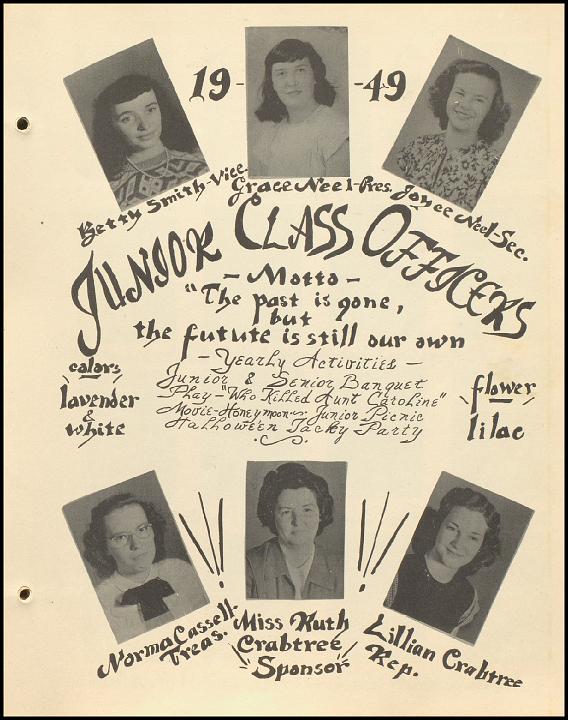 19 - - 49
Betty Smith-Vice
Grace Neel-Pres.
Joyce Neel-Sec.
JUNIOR CLASS OFFICERS
- Motto -
"The past is gone,
but
the future is still our own
- Yearly Activities -
Junior & Senior Banquet
Play-"Who Killed Aunt Caroline"
Movie-Honeymoon Junior Picnic
Halloween Tacky Party
colors
lavender
&
white
flower
lilac
Norma Cassell-
Treas.
Miss Ruth
Crabtree
Sponsor
Lillian Crabtree
Rep.